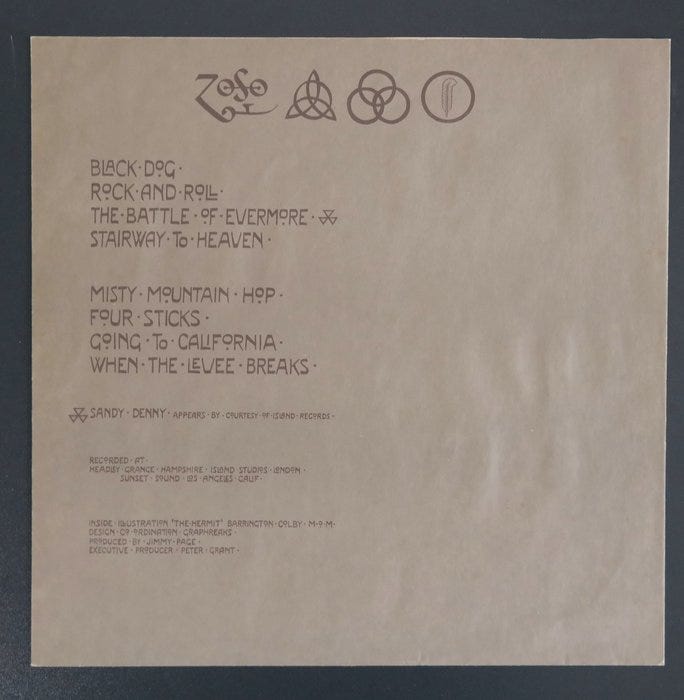 ZOSO
BLACK·DOG·
ROCK·AND·ROLL·
THE·BATTLE·OF·EVERMORE·
STAIRWAY·To·HEAVEN·
MISTY·MOUNTAIN·HOP·
FOUR·STICKS·
GOING·To·CALIFORNIA·
WHEN·THE·LEVEE·BREAKS·
SANDY·DENNY·APPEARS·BY·COURTESY·OF·ISLAND·RECORDS·
RECORDED·AT·
HEADLEY·GRANGE·HAMPSHIRE·ISLAND·STUDIOS·LONDON·
SUNSET·SOUND·LOS·ANGELES·CALIF·
INSIDE·ILLUSTRATION·'THE·HERMIT'·BARRINGTON·COLBY·M·O·M·
DESIGN·CO·ORDINATION·GRAPHREAKS·
PRODUCED·BY·JIMMY·PAGE·
EXECUTIVE·PRODUCER·PETER·GRANT·